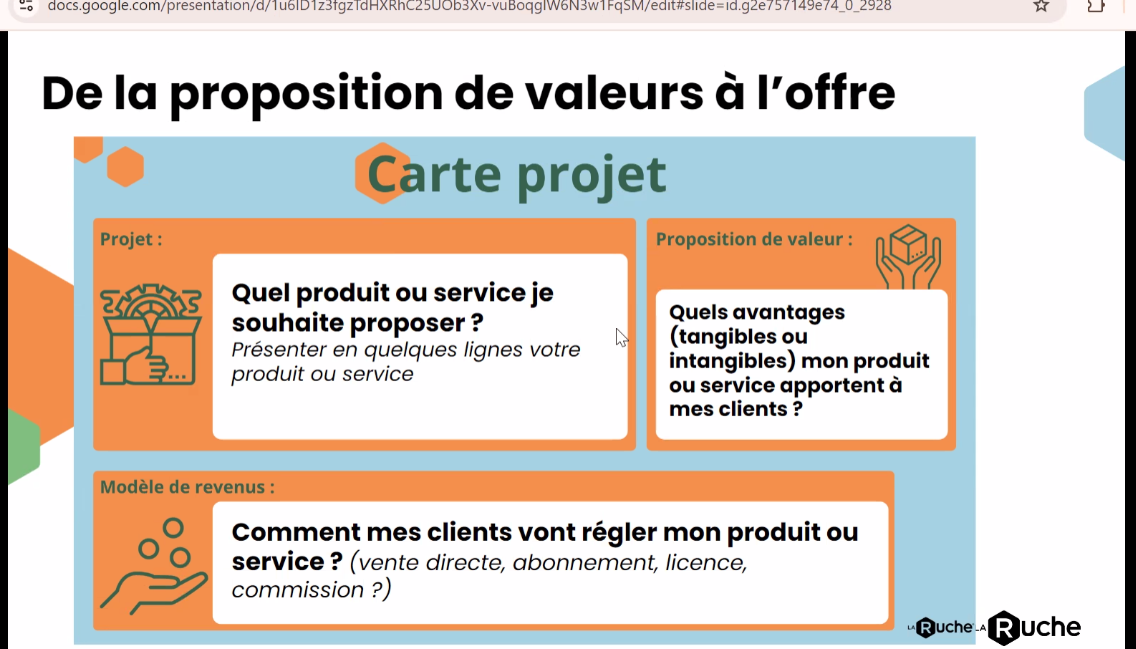 docs.google.com/presentation/d/1u6ID1z3fgzTdHXRhC25UOb3Xv-vuBoqgIW6N3w1FqSM/edit#slide=id.g2e757149e74_0_2928
De la proposition de valeurs à l’offre
Carte projet
Projet :
Quel produit ou service je
souhaite proposer ?
Présenter en quelques lignes votre
produit ou service
Proposition de valeur :
Quels avantages
(tangibles ou
intangibles) mon produit
ou service apportent à
mes clients ?
Modèle de revenus :
Comment mes clients vont régler mon produit ou
service ? (vente directe, abonnement, licence,
commission ?)
LA Ruche
LA Ruche